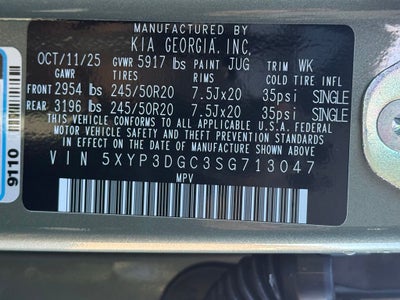 MANUFACTURED BY
KIA GEORGIA, INC.
OCT/11/25 GVWR 5917 lbs PAINT JUG TRIM WK
GAWR TIRES RIMS COLD TIRE INFL
FRONT 2954 lbs 245/50R20 7.5Jx20 35psi SINGLE
REAR 3196 lbs 245/50R20 7.5Jx20 35psi SINGLE
THIS VEHICLE CONFORMS TO ALL APPLICABLE U.S.A. FEDERAL
MOTOR VEHICLE SAFETY AND THEFT PREVENTION STANDARDS IN
EFFECT ON THE DATE OF MANUFACTURE SHOWN ABOVE.
VIN 5XYP3DGC3SG713047
MPV
9110